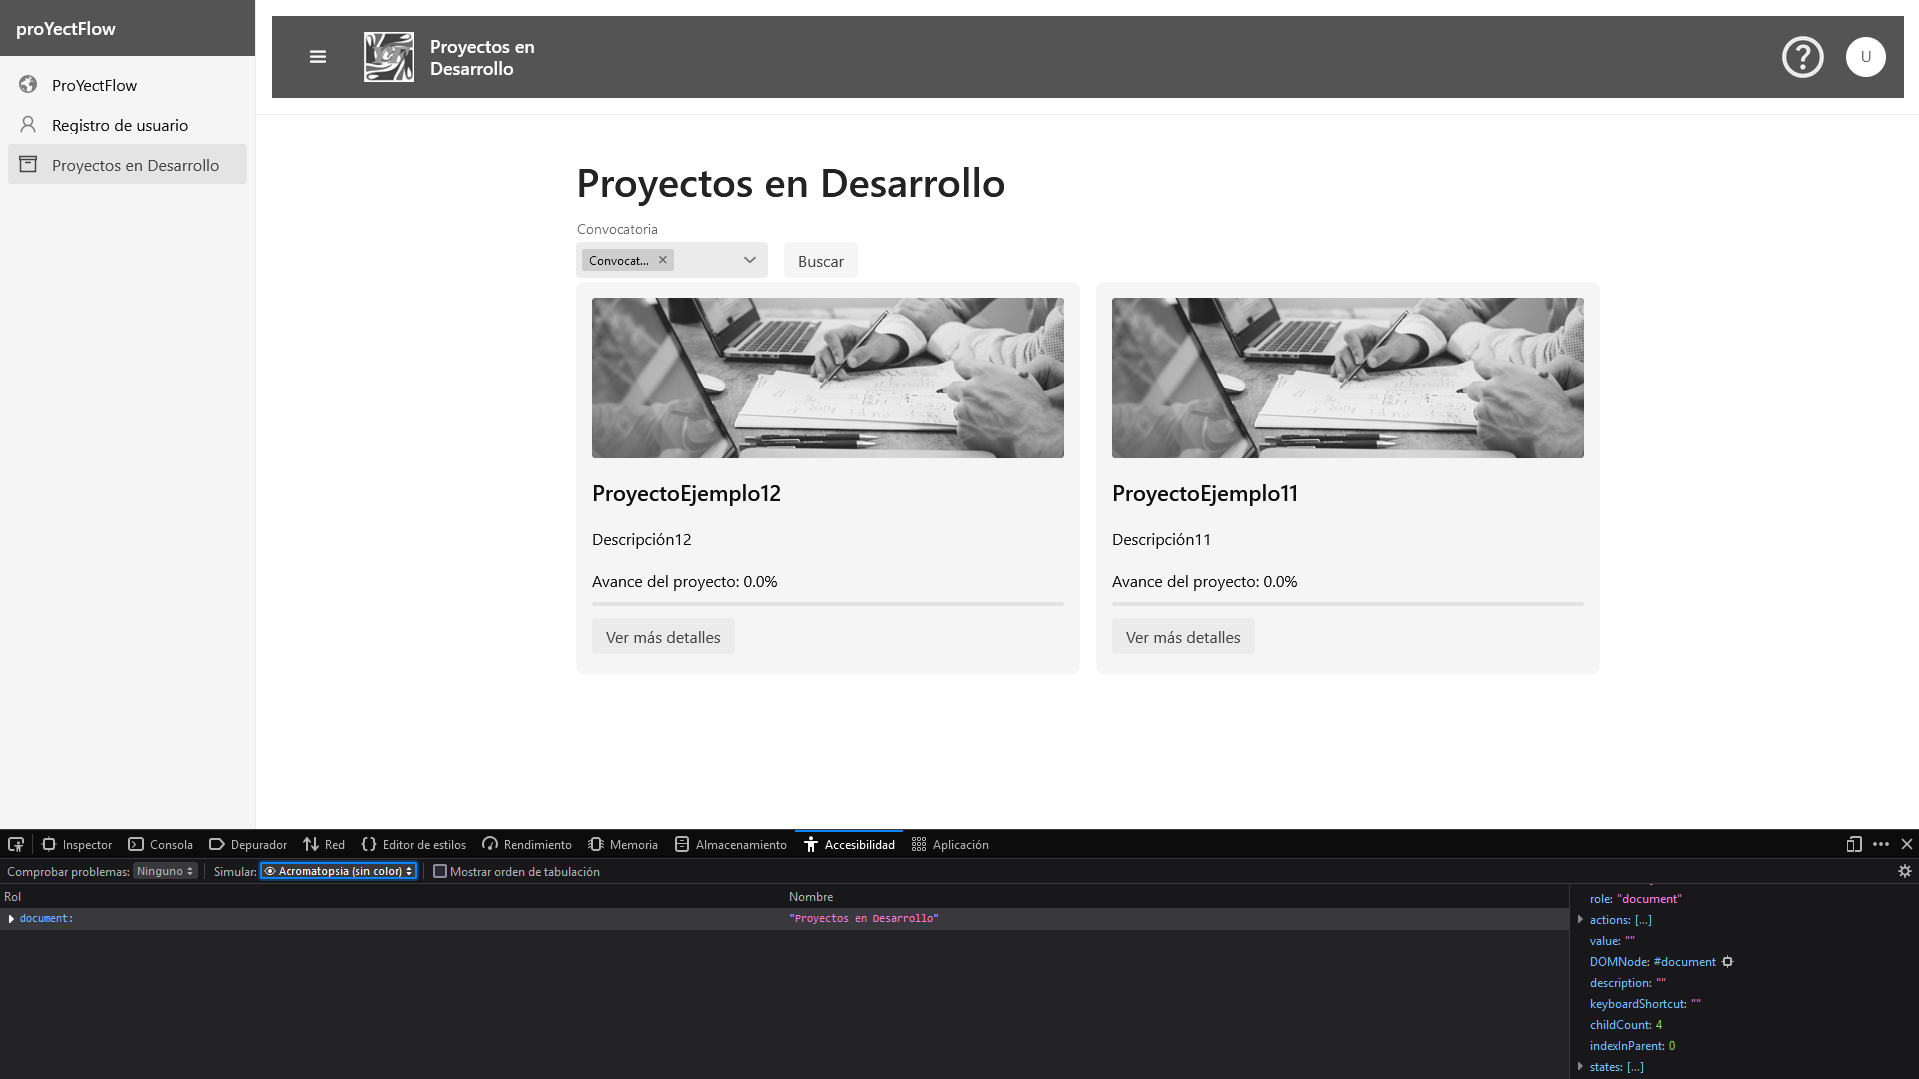 proYectFlow
ProYectFlow
Registro de usuario
Proyectos en Desarrollo
Proyectos en
Desarrollo
U
Proyectos en Desarrollo
Convocatoria
Convocat...
Buscar
ProyectoEjemplo12
Descripción12
Avance del proyecto: 0.0%
Ver más detalles
ProyectoEjemplo11
Descripción11
Avance del proyecto: 0.0%
Ver más detalles
Inspector Consola Depurador Red Editor de estilos Rendimiento Memoria Almacenamiento Accesibilidad Aplicación
Comprobar problemas: Ninguno Simular: Acromatopsia (sin color) Mostrar orden de tabulación
Rol Nombre
document: "Proyectos en Desarrollo"
role: "document"
actions: [...]
value: ""
DOMNode: #document
description: ""
keyboardShortcut: ""
childCount: 4
indexInParent: 0
states: [...]